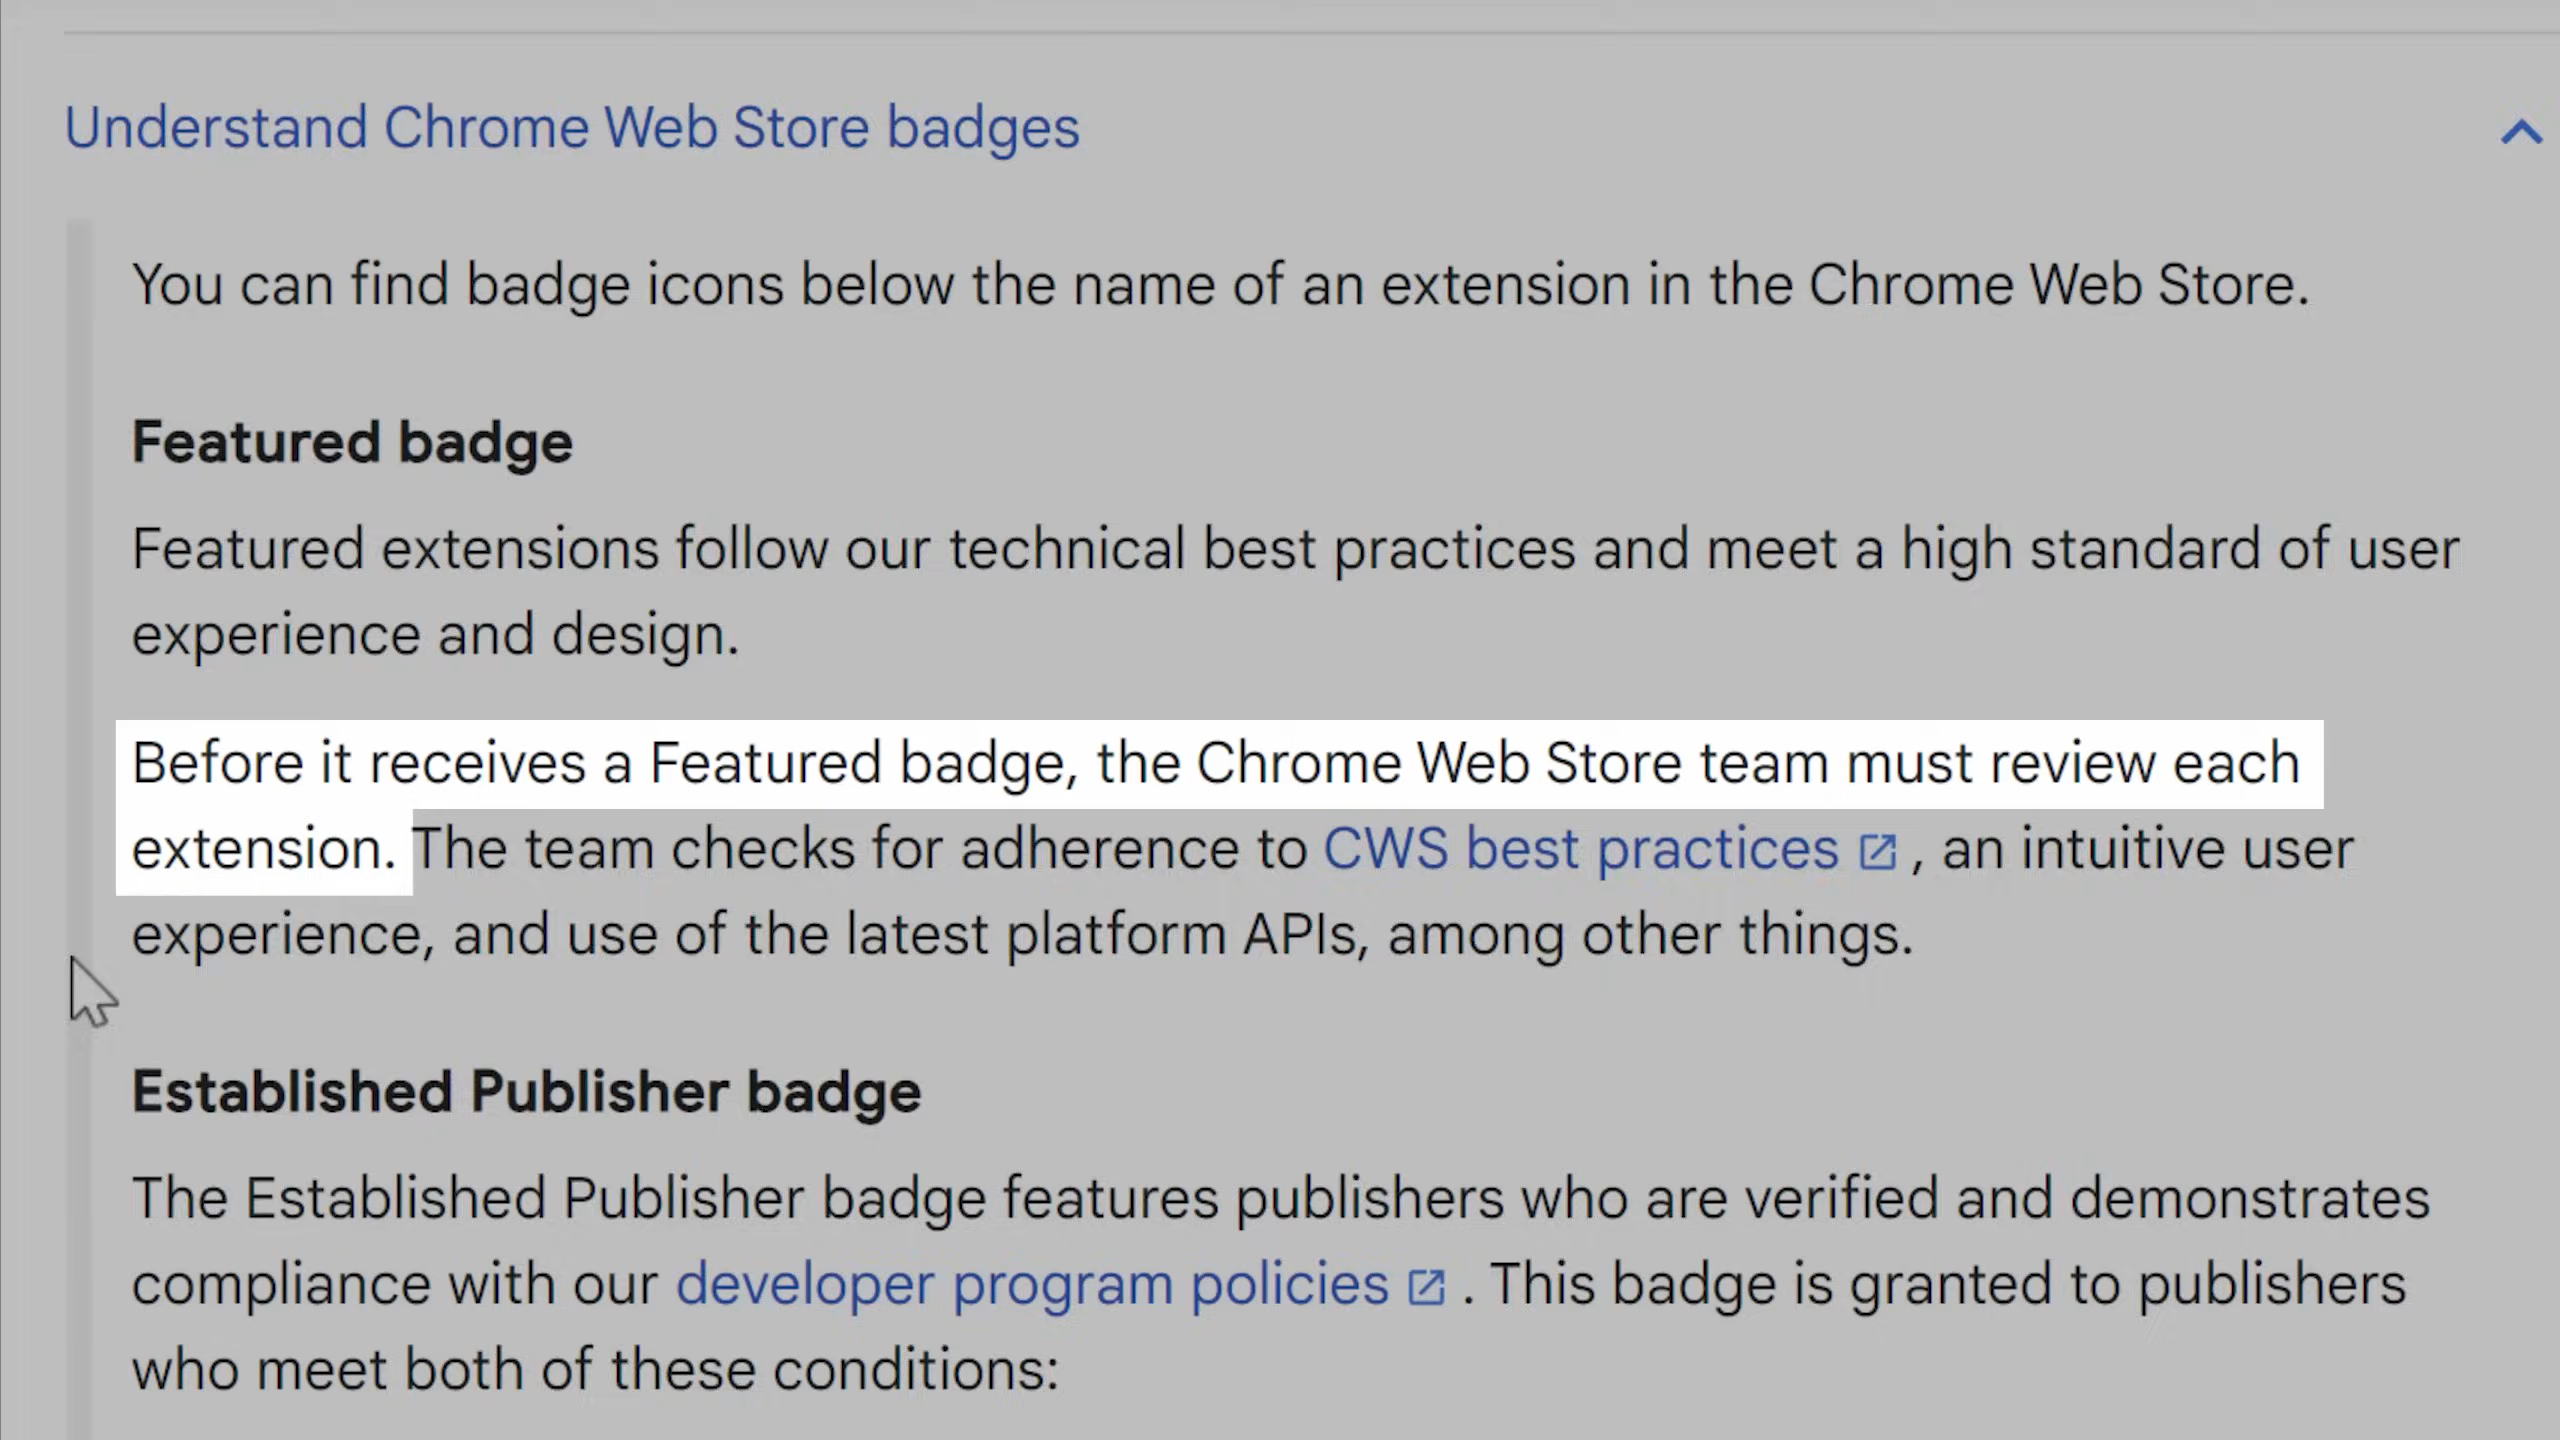 Understand Chrome Web Store badges
You can find badge icons below the name of an extension in the Chrome Web Store.
Featured badge
Featured extensions follow our technical best practices and meet a high standard of user
experience and design.
Before it receives a Featured badge, the Chrome Web Store team must review each
extension. The team checks for adherence to CWS best practices , an intuitive user
experience, and use of the latest platform APIs, among other things.
Established Publisher badge
The Established Publisher badge features publishers who are verified and demonstrates
compliance with our developer program policies . This badge is granted to publishers
who meet both of these conditions: